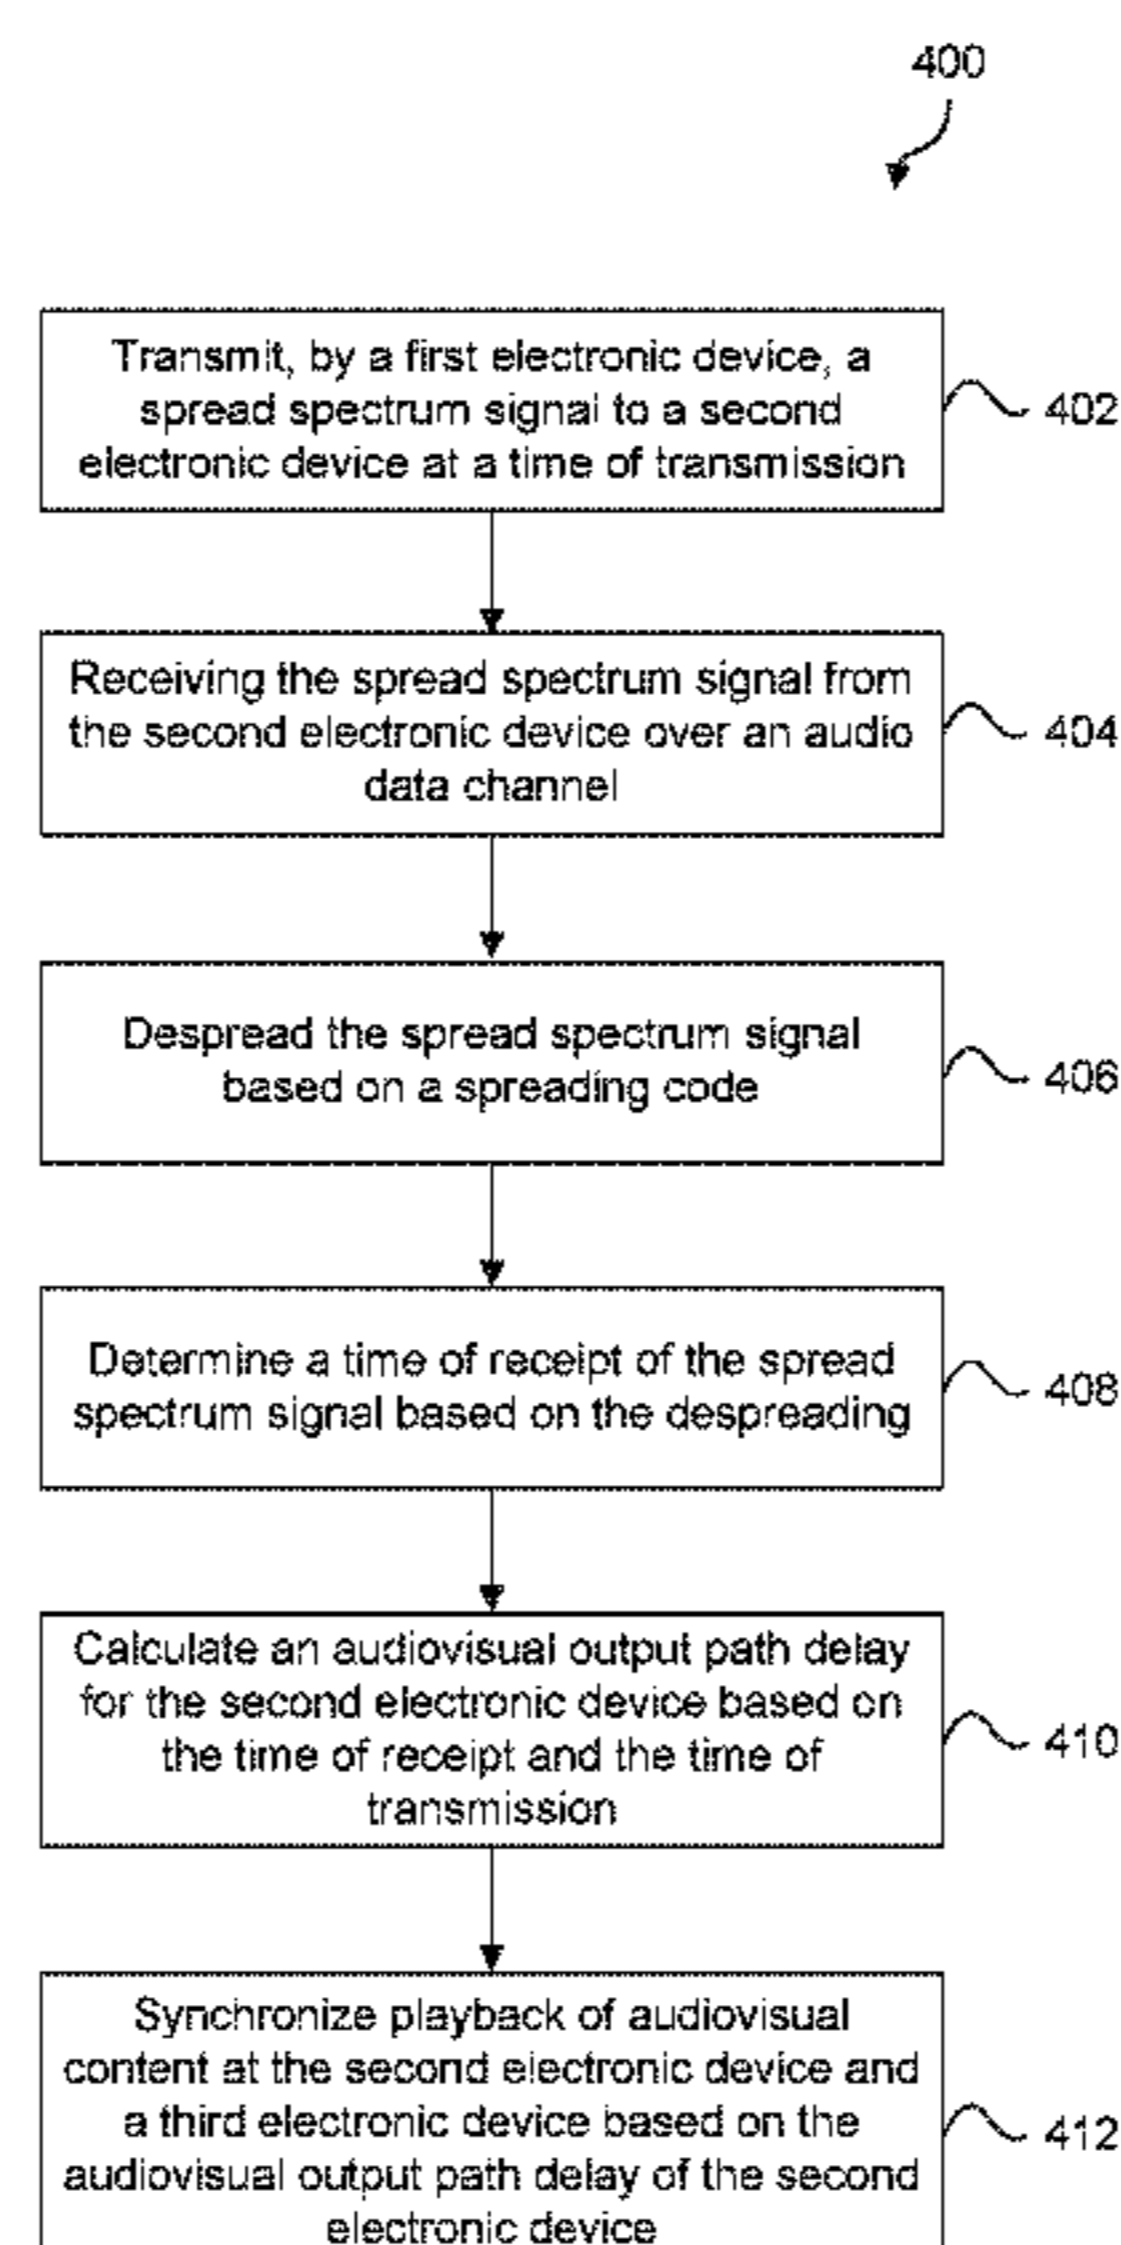 400
Transmit, by a first electronic device, a
spread spectrum signal to a second
electronic device at a time of transmission
402
Receiving the spread spectrum signal from
the second electronic device over an audio
data channel
404
Despread the spread spectrum signal
based on a spreading code
406
Determine a time of receipt of the spread
spectrum signal based on the despreading
408
Calculate an audiovisual output path delay
for the second electronic device based on
the time of receipt and the time of
transmission
410
Synchronize playback of audiovisual
content at the second electronic device and
a third electronic device based on the
audiovisual output path delay of the second
electronic device
412